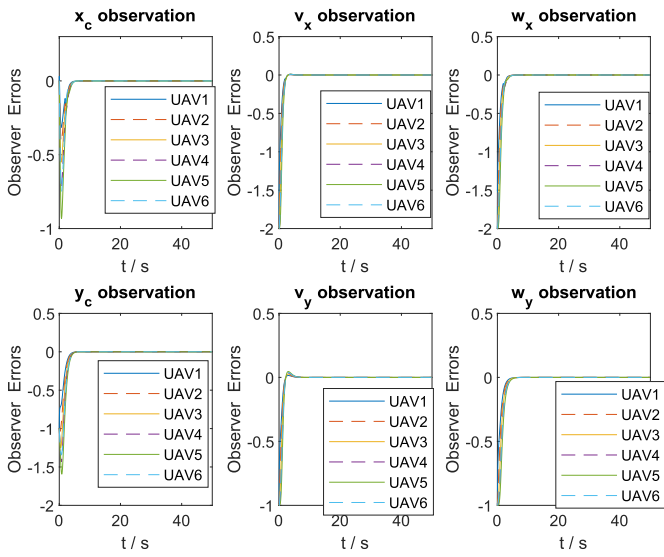 x_c observation
v_x observation
w_x observation
Observer Errors
0
-0.5
-1
0
20
40
t / s
UAV1
UAV2
UAV3
UAV4
UAV5
UAV6
Observer Errors
0.5
0
-0.5
-1
-1.5
-2
0
20
40
t / s
UAV1
UAV2
UAV3
UAV4
UAV5
UAV6
Observer Errors
0.5
0
-0.5
-1
-1.5
-2
0
20
40
t / s
UAV1
UAV2
UAV3
UAV4
UAV5
UAV6
y_c observation
v_y observation
w_y observation
Observer Errors
0.5
0
-0.5
-1
-1.5
-2
0
20
40
t / s
UAV1
UAV2
UAV3
UAV4
UAV5
UAV6
Observer Errors
0.5
0
-0.5
-1
0
20
40
t / s
UAV1
UAV2
UAV3
UAV4
UAV5
UAV6
Observer Errors
0.5
0
-0.5
-1
0
20
40
t / s
UAV1
UAV2
UAV3
UAV4
UAV5
UAV6